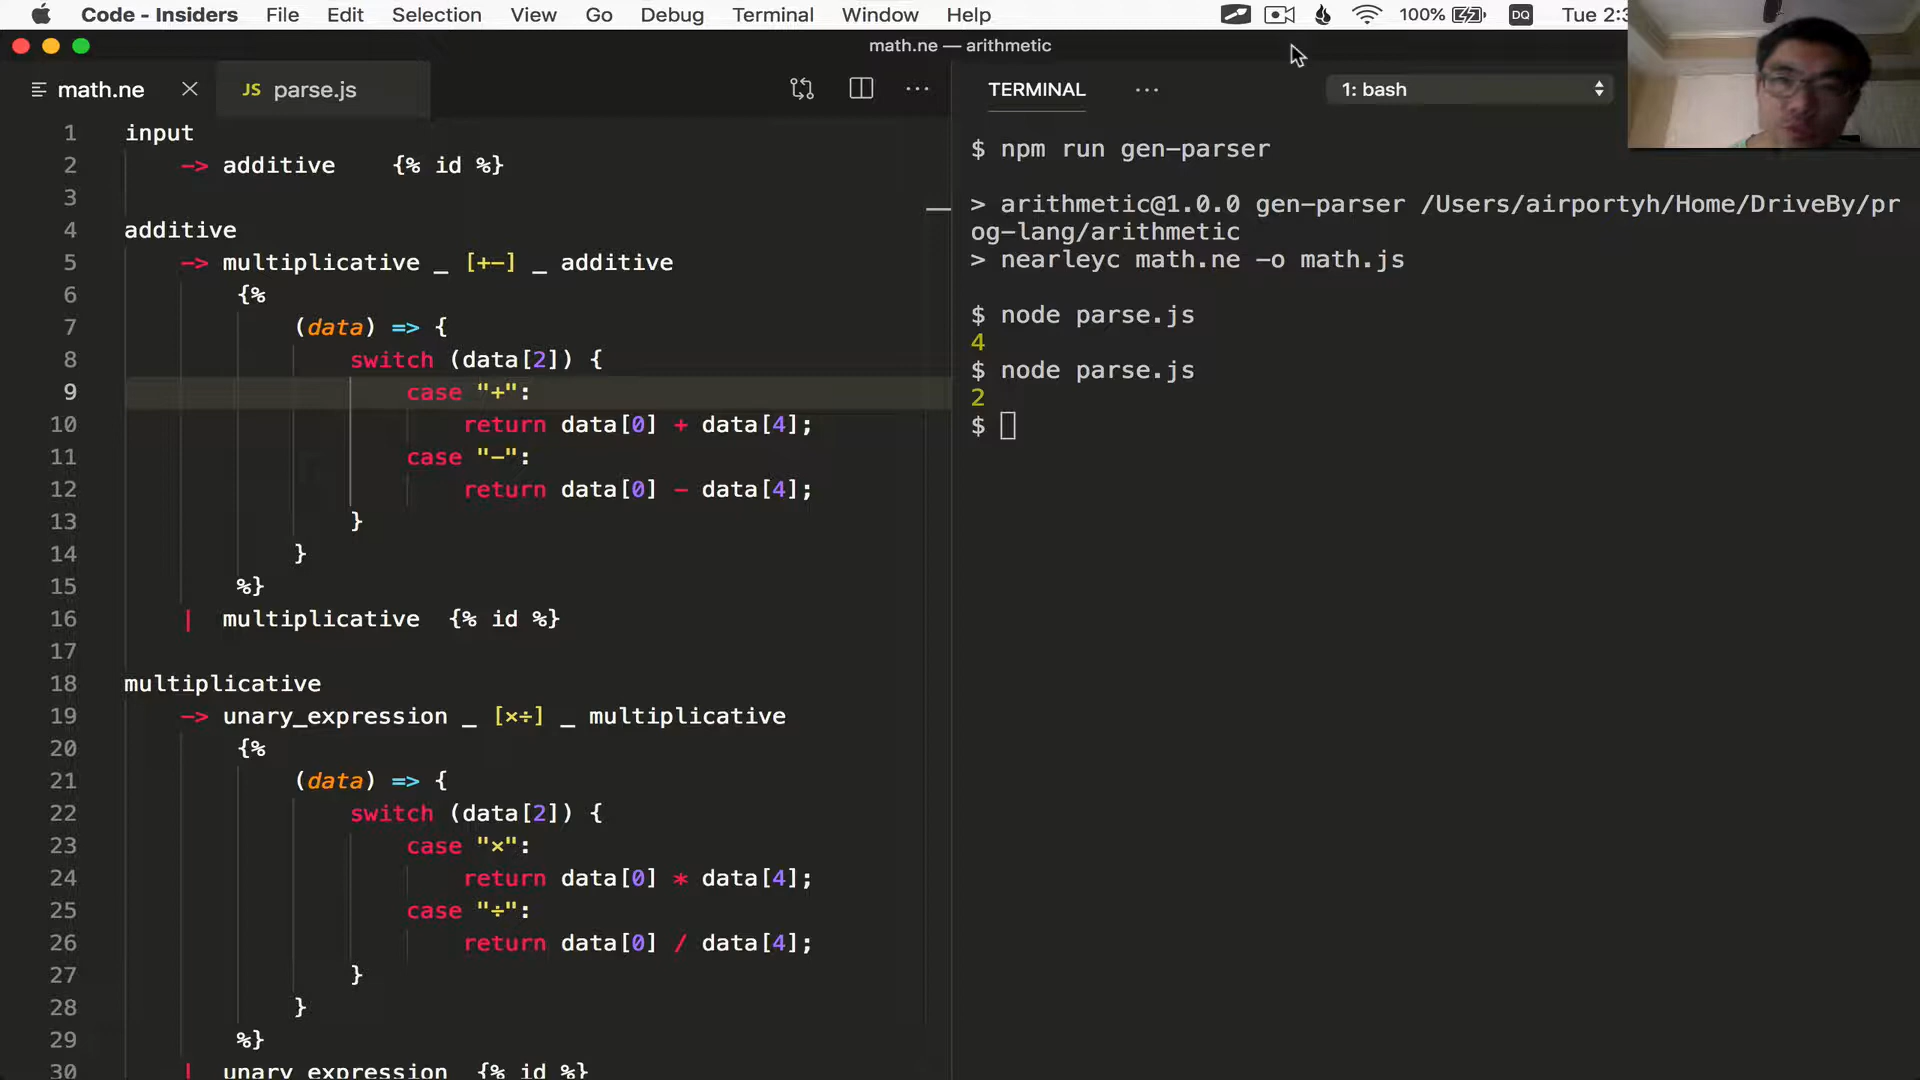 Code - Insiders File Edit Selection View Go Debug Terminal Window Help 100% DQ Tue 2:3
math.ne — arithmetic
math.ne
JS parse.js
1 input
2 -> additive {% id %}
3
4 additive
5 -> multiplicative _ [+-] _ additive
6 {%
7 (data) => {
8 switch (data[2]) {
9 case "+":
10 return data[0] + data[4];
11 case "-":
12 return data[0] - data[4];
13 }
14 }
15 %}
16 | multiplicative {% id %}
17
18 multiplicative
19 -> unary_expression _ [×÷] _ multiplicative
20 {%
21 (data) => {
22 switch (data[2]) {
23 case "×":
24 return data[0] * data[4];
25 case "÷":
26 return data[0] / data[4];
27 }
28 }
29 %}
30 | unary_expression {% id %}
TERMINAL ··· 1: bash
$ npm run gen-parser
> arithmetic@1.0.0 gen-parser /Users/airportyh/Home/DriveBy/pr
og-lang/arithmetic
> nearleyc math.ne -o math.js
$ node parse.js
4
$ node parse.js
2
$